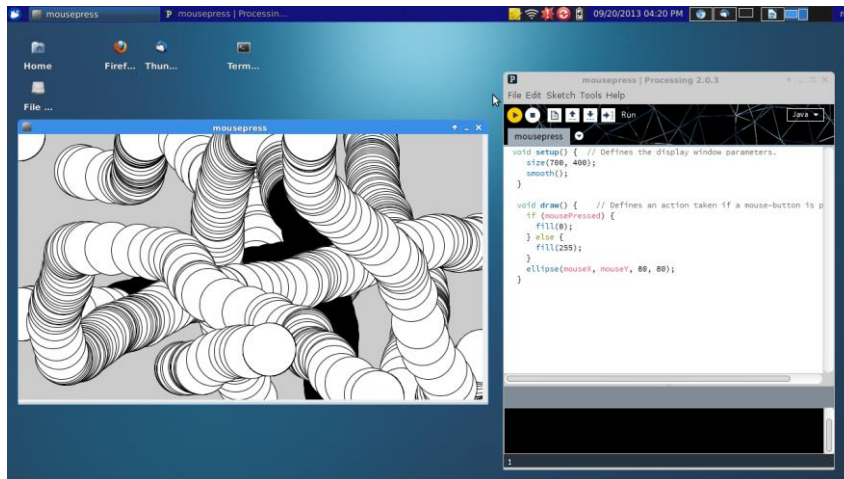 mousepress
mousepress | Processin...
09/20/2013 04:20 PM
Home
Firef...
Thun...
Term...
File ...
mousepress
mousepress | Processing 2.0.3
File Edit Sketch Tools Help
Run
Java
mousepress
void setup() {  // Defines the display window parameters.
size(700, 400);
smooth();
}
void draw() {    // Defines an action taken if a mouse-button is p
if (mousePressed) {
fill(0);
} else {
fill(255);
}
ellipse(mouseX, mouseY, 80, 80);
}
1